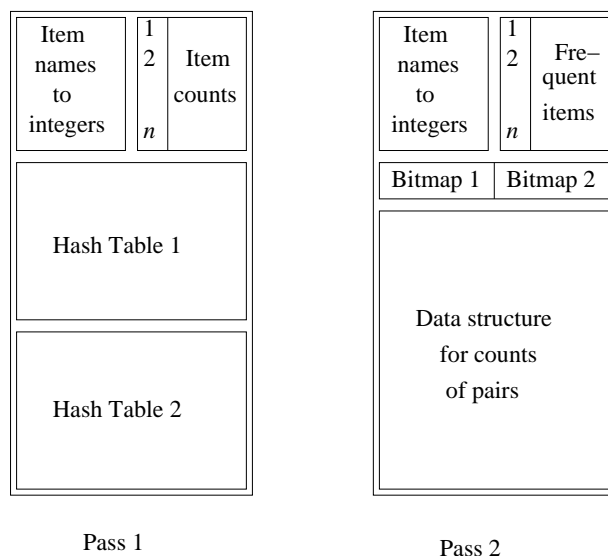 Item
names
to
integers
1
2
n
Item
counts
Hash Table 1
Hash Table 2
Pass 1
Item
names
to
integers
1
2
n
Fre–
quent
items
Bitmap 1
Bitmap 2
Data structure
for counts
of pairs
Pass 2